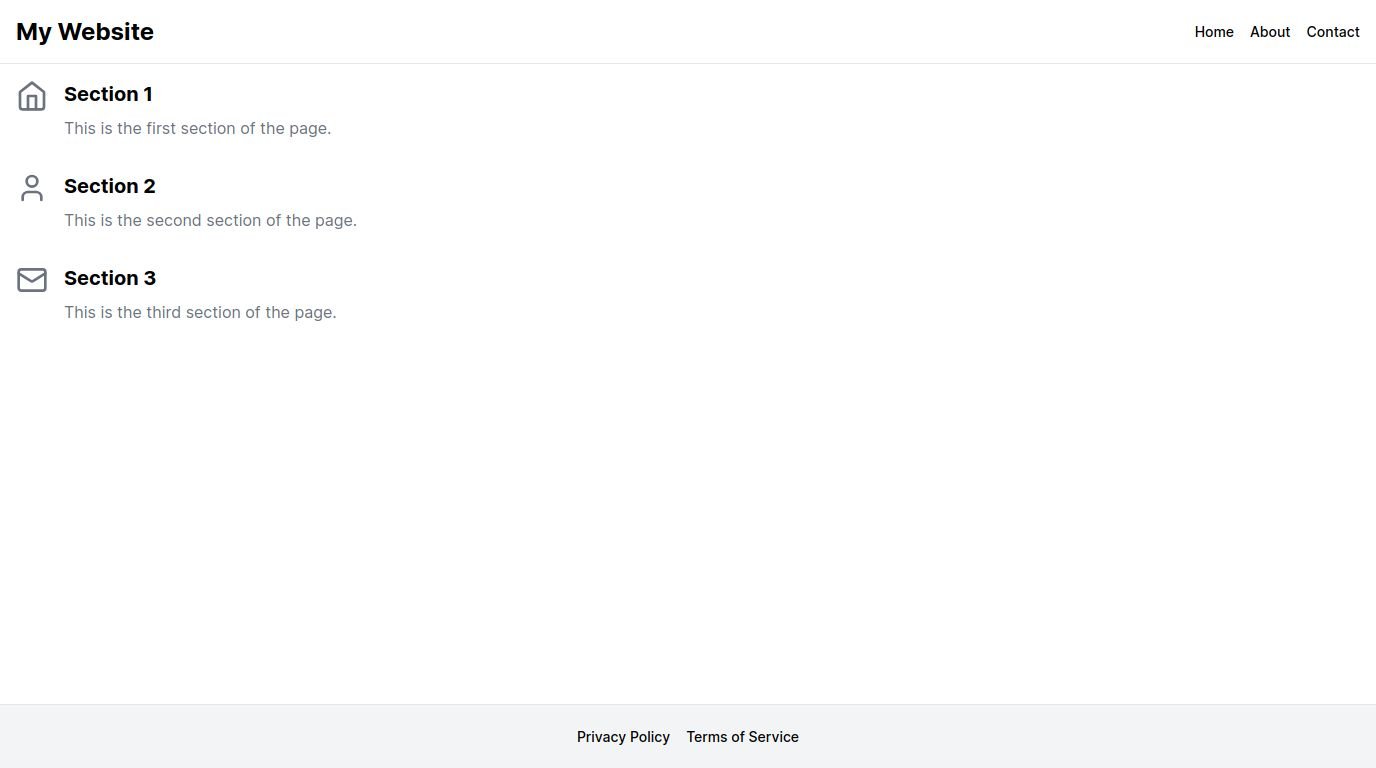 My Website
Home About Contact
Section 1
This is the first section of the page.
Section 2
This is the second section of the page.
Section 3
This is the third section of the page.
Privacy Policy Terms of Service